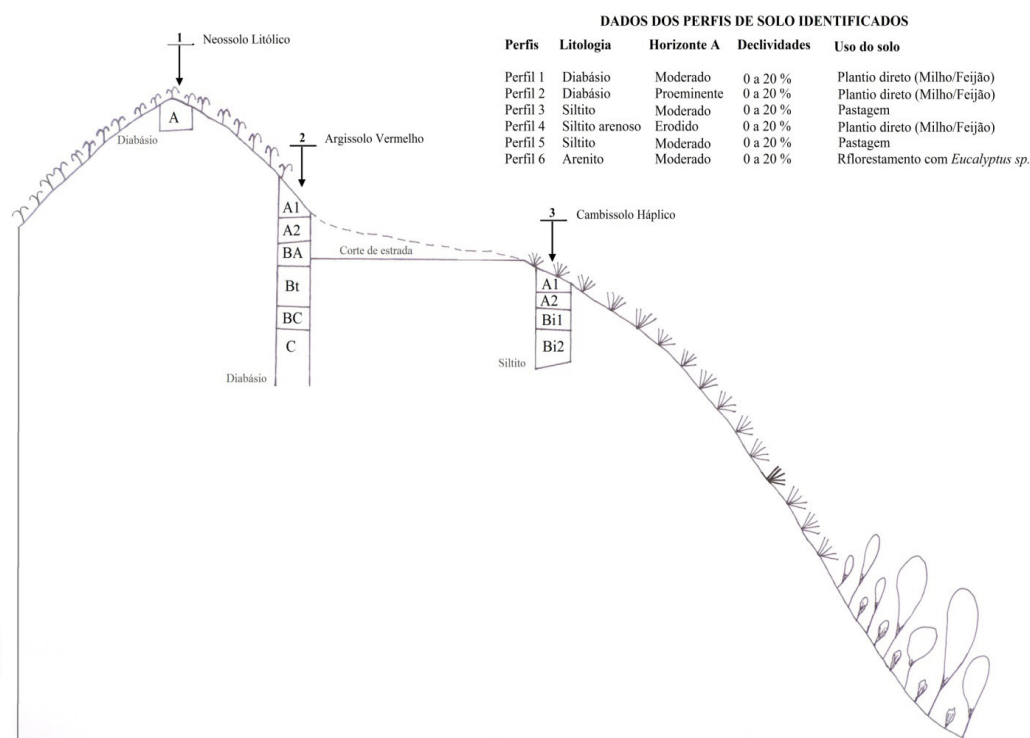 DADOS DOS PERFIS DE SOLO IDENTIFICADOS
Perfis Litologia Horizonte A Declividades Uso do solo
Perfil 1 Diabásio Moderado 0 a 20 % Plantio direto (Milho/Feijão)
Perfil 2 Diabásio Proeminente 0 a 20 % Plantio direto (Milho/Feijão)
Perfil 3 Siltito Moderado 0 a 20 % Pastagem
Perfil 4 Siltito arenoso Erodido 0 a 20 % Plantio direto (Milho/Feijão)
Perfil 5 Siltito Moderado 0 a 20 % Pastagem
Perfil 6 Arenito Moderado 0 a 20 % Rflorestamento com Eucalyptus sp.
1 Neossolo Litólico
A
Diabásio
2 Argissolo Vermelho
A1
A2
BA
Bt
BC
C
Diabásio
Corte de estrada
3 Cambissolo Háplico
A1
A2
Bi1
Bi2
Siltito